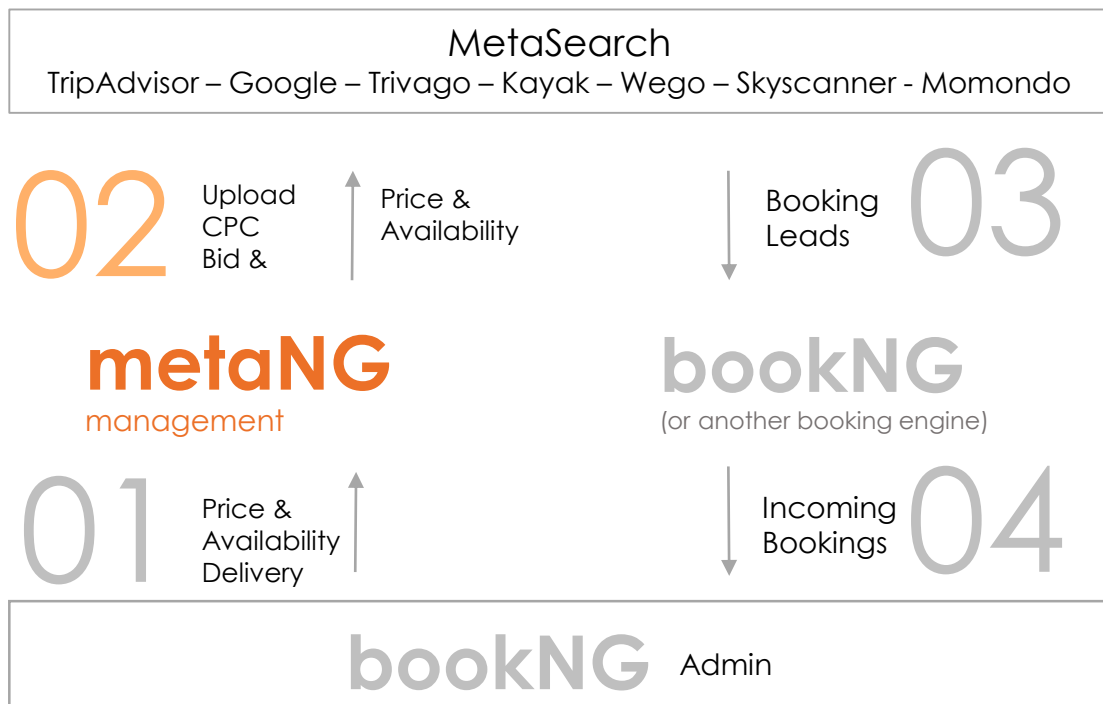 MetaSearch
TripAdvisor – Google – Trivago – Kayak – Wego – Skyscanner - Momondo
02
Upload
CPC
Bid &
Price &
Availability
Booking
Leads
03
metaNG
management
bookNG
(or another booking engine)
01
Price &
Availability
Delivery
Incoming
Bookings
04
bookNG Admin